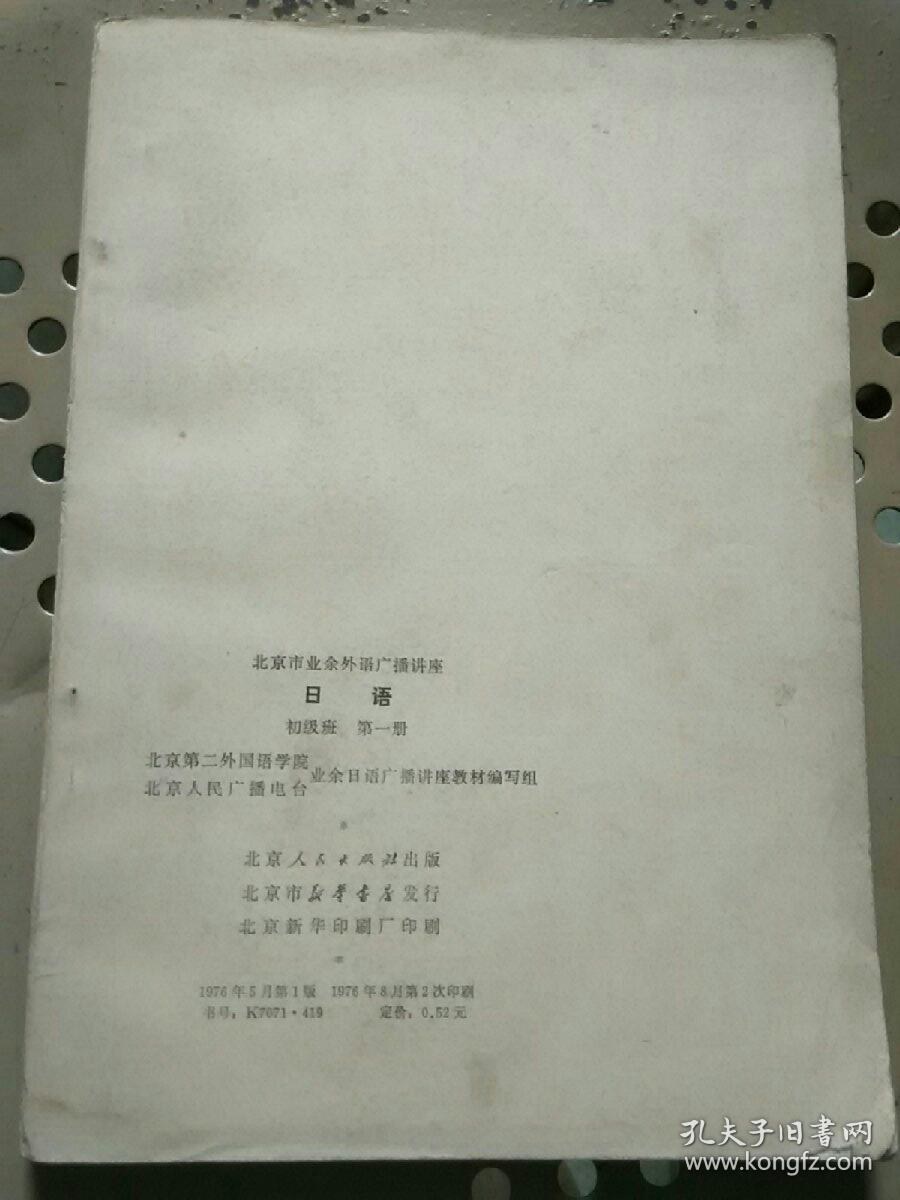 北京市业余外语广播讲座
日 语
初级班 第一册
北京第二外国语学院
北京人民广播电台
业余日语广播讲座教材编写组
*
北京人民出版社出版
北京市新华书店发行
北京新华印刷厂印刷
*
1976年5月第1版 1976年8月第2次印刷
书号：K7071·419 定价：0.52元
孔夫子旧书网
www.kongfz.com